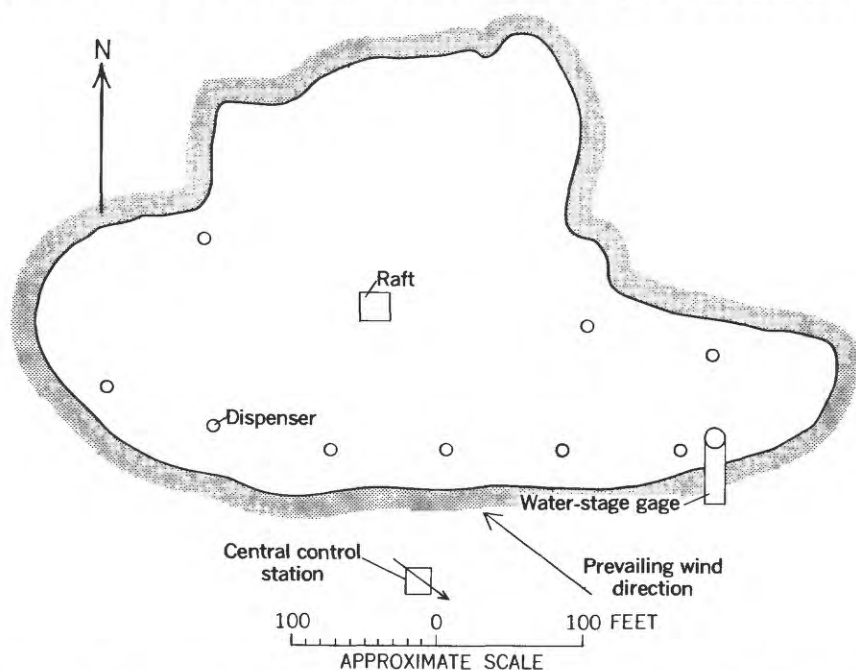 N
Raft
Dispenser
Water-stage gage
Central control
station
Prevailing wind
direction
100 0 100 FEET
APPROXIMATE SCALE